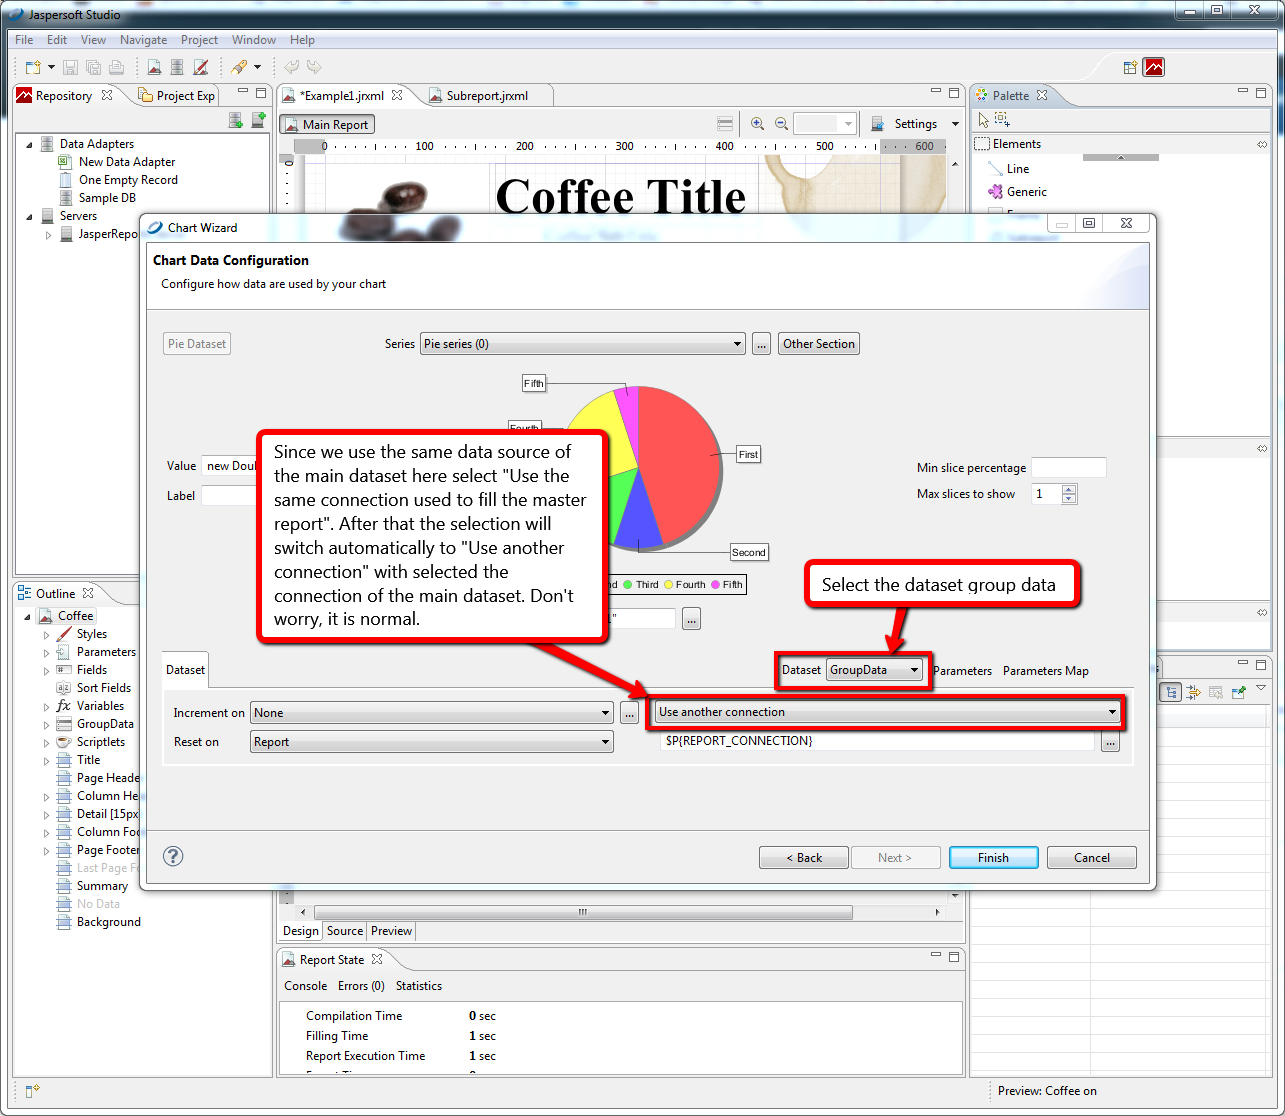 Jaspersoft Studio
File Edit View Navigate Project Window Help
Repository
Project Exp
*Example1.jrxml
Subreport.jrxml
Palette
Main Report
Settings
0 100 200 300 400 500 600
Elements
Line
Generic
Data Adapters
New Data Adapter
One Empty Record
Sample DB
Servers
JasperRepo
Coffee Title
Chart Wizard
Chart Data Configuration
Configure how data are used by your chart
Pie Dataset
Series
Pie series (0)
...
Other Section
Fifth
Fourth
First
Second
Value
new Doub
Label
Min slice percentage
Max slices to show
1
Since we use the same data source of
the main dataset here select "Use the
same connection used to fill the master
report". After that the selection will
switch automatically to "Use another
connection" with selected the
connection of the main dataset. Don't
worry, it is normal.
nd Third Fourth Fifth
1"
...
Select the dataset group data
Dataset
Dataset
GroupData
Parameters
Parameters Map
Increment on
None
...
Use another connection
Reset on
Report
$P{REPORT_CONNECTION}
...
?
< Back
Next >
Finish
Cancel
Outline
Coffee
Styles
Parameters
Fields
Sort Fields
Variables
GroupData
Scriptlets
Title
Page Heade
Column He
Detail [15px
Column Foo
Page Footer
Last Page Fo
Summary
No Data
Background
Design
Source
Preview
Report State
Console
Errors (0)
Statistics
Compilation Time 0 sec
Filling Time 1 sec
Report Execution Time 1 sec
Preview: Coffee on